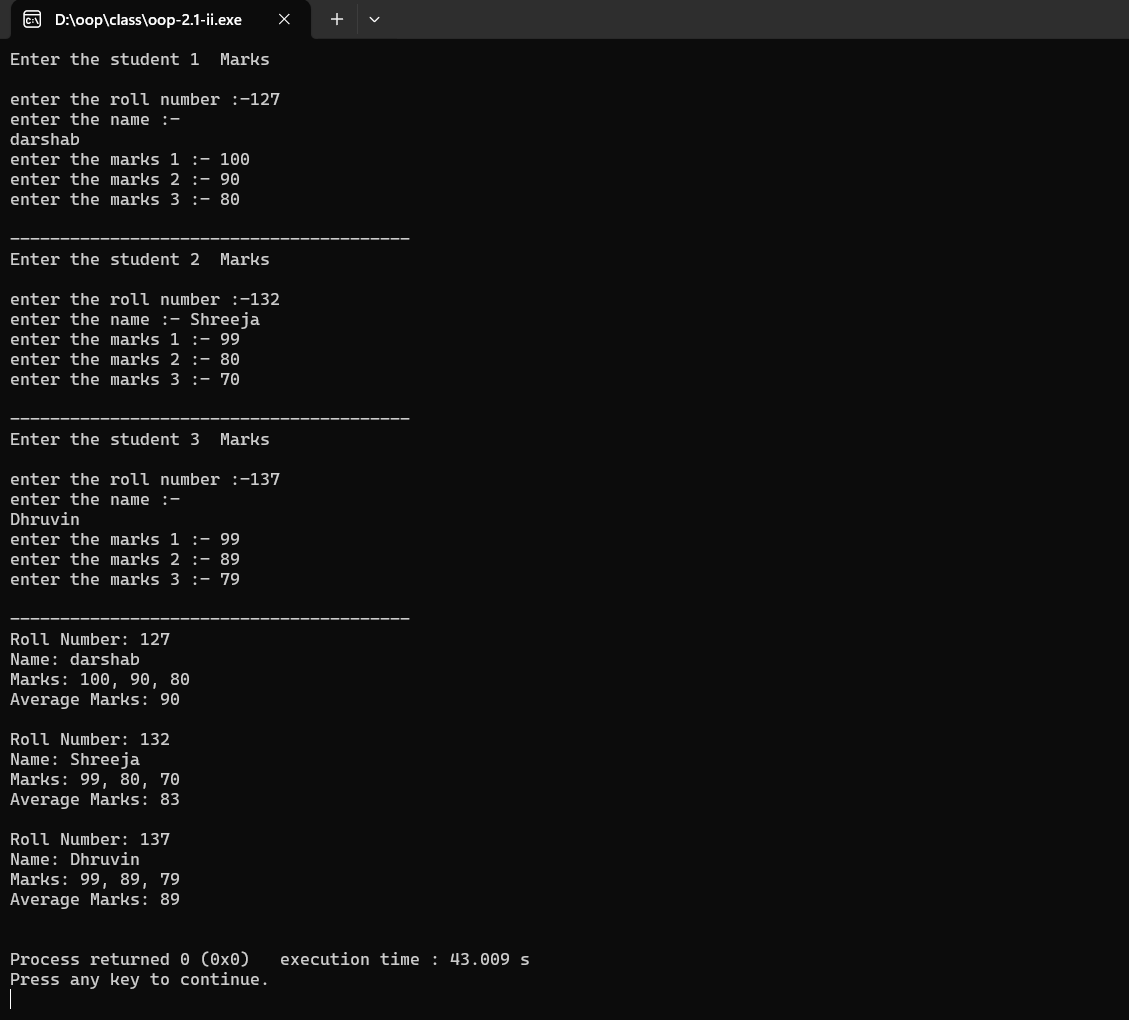 D:\oop\class\oop-2.1-ii.exe
Enter the student 1  Marks
enter the roll number :-127
enter the name :-
darshab
enter the marks 1 :- 100
enter the marks 2 :- 90
enter the marks 3 :- 80
----------------------------------------
Enter the student 2  Marks
enter the roll number :-132
enter the name :- Shreeja
enter the marks 1 :- 99
enter the marks 2 :- 80
enter the marks 3 :- 70
----------------------------------------
Enter the student 3  Marks
enter the roll number :-137
enter the name :-
Dhruvin
enter the marks 1 :- 99
enter the marks 2 :- 89
enter the marks 3 :- 79
----------------------------------------
Roll Number: 127
Name: darshab
Marks: 100, 90, 80
Average Marks: 90
Roll Number: 132
Name: Shreeja
Marks: 99, 80, 70
Average Marks: 83
Roll Number: 137
Name: Dhruvin
Marks: 99, 89, 79
Average Marks: 89
Process returned 0 (0x0)   execution time : 43.009 s
Press any key to continue.